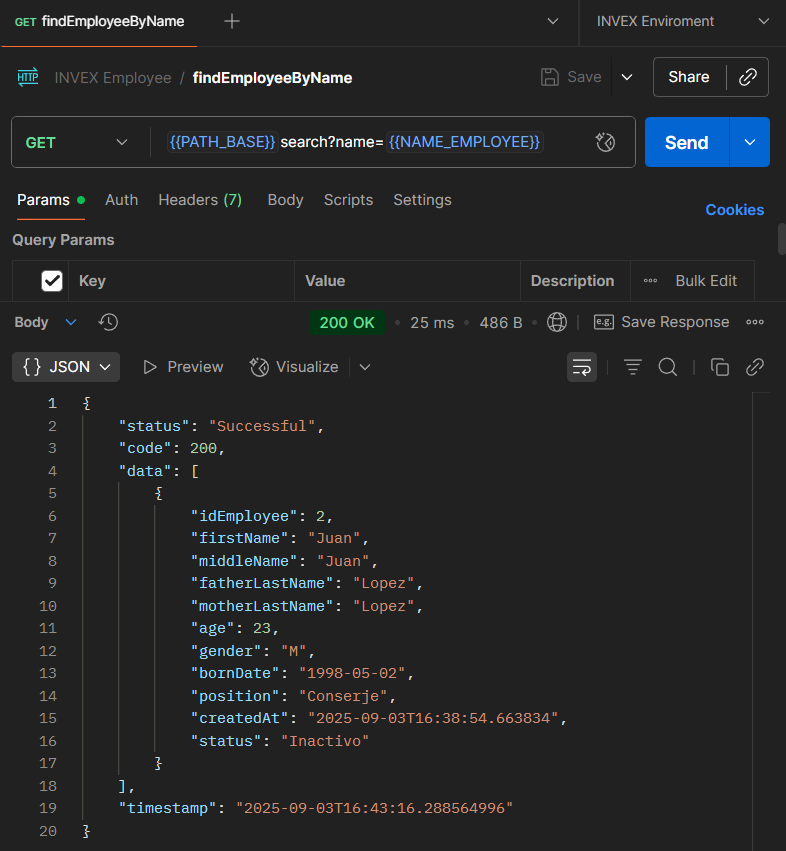 GET findEmployeeByName + INVEX Enviroment
HTTP INVEX Employee / findEmployeeByName Save Share
GET {{PATH_BASE}} search?name= {{NAME_EMPLOYEE}} Send
Params Auth Headers (7) Body Scripts Settings Cookies
Query Params
Key Value Description Bulk Edit
Body 200 OK • 25 ms • 486 B • e.g. Save Response
{} JSON Preview Visualize
1 {
2 "status": "Successful",
3 "code": 200,
4 "data": [
5 {
6 "idEmployee": 2,
7 "firstName": "Juan",
8 "middleName": "Juan",
9 "fatherLastName": "Lopez",
10 "motherLastName": "Lopez",
11 "age": 23,
12 "gender": "M",
13 "bornDate": "1998-05-02",
14 "position": "Conserje",
15 "createdAt": "2025-09-03T16:38:54.663834",
16 "status": "Inactivo"
17 }
18 ],
19 "timestamp": "2025-09-03T16:43:16.288564996"
20 }